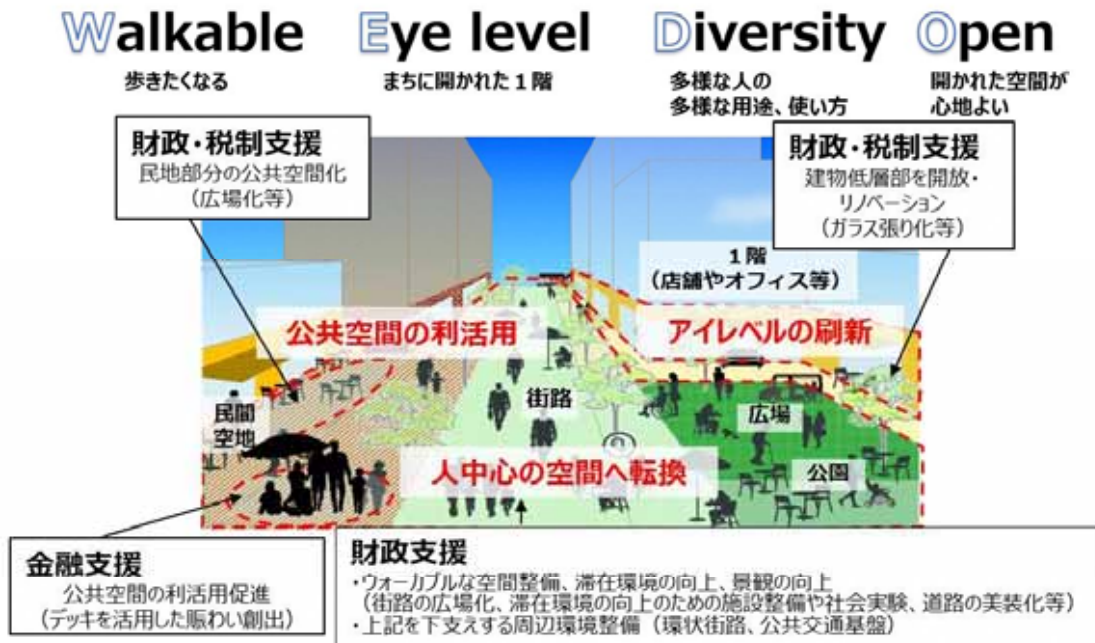 Walkable Eye level Diversity Open
歩きたくなる
まちに開かれた1階
多様な人の
多様な用途、使い方
開かれた空間が
心地よい
財政・税制支援
民地部分の公共空間化
(広場化等)
財政・税制支援
建物低層部を開放・
リノベーション
(ガラス張り化等)
1階
(店舗やオフィス等)
公共空間の利活用
アイレベルの刷新
民間
空地
街路
広場
公園
人中心の空間へ転換
金融支援
公共空間の利活用促進
(デッキを活用した賑わい創出)
財政支援
・ウォーカブルな空間整備、滞在環境の向上、景観の向上
(街路の広場化、滞在環境の向上のための施設整備や社会実験、道路の美装化等)
・上記を下支えする周辺環境整備(環状街路、公共交通基盤)